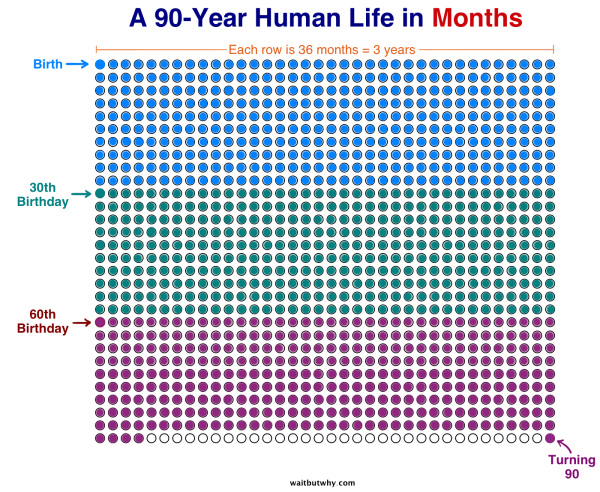 A 90-Year Human Life in Months
Each row is 36 months = 3 years
Birth
30th
Birthday
60th
Birthday
Turning
90
waitbutwhy.com